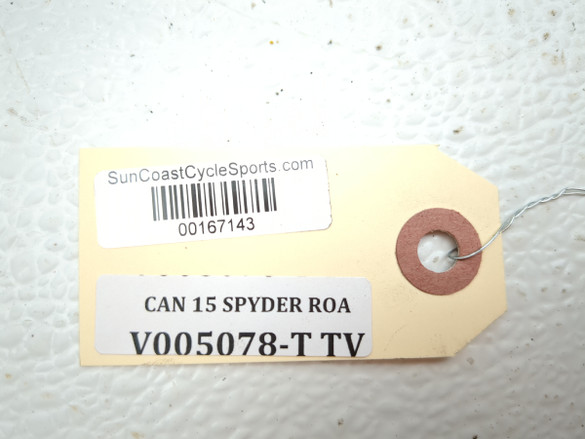 SunCoastCycleSports.com
00167143
CAN 15 SPYDER ROA
V005078-T TV